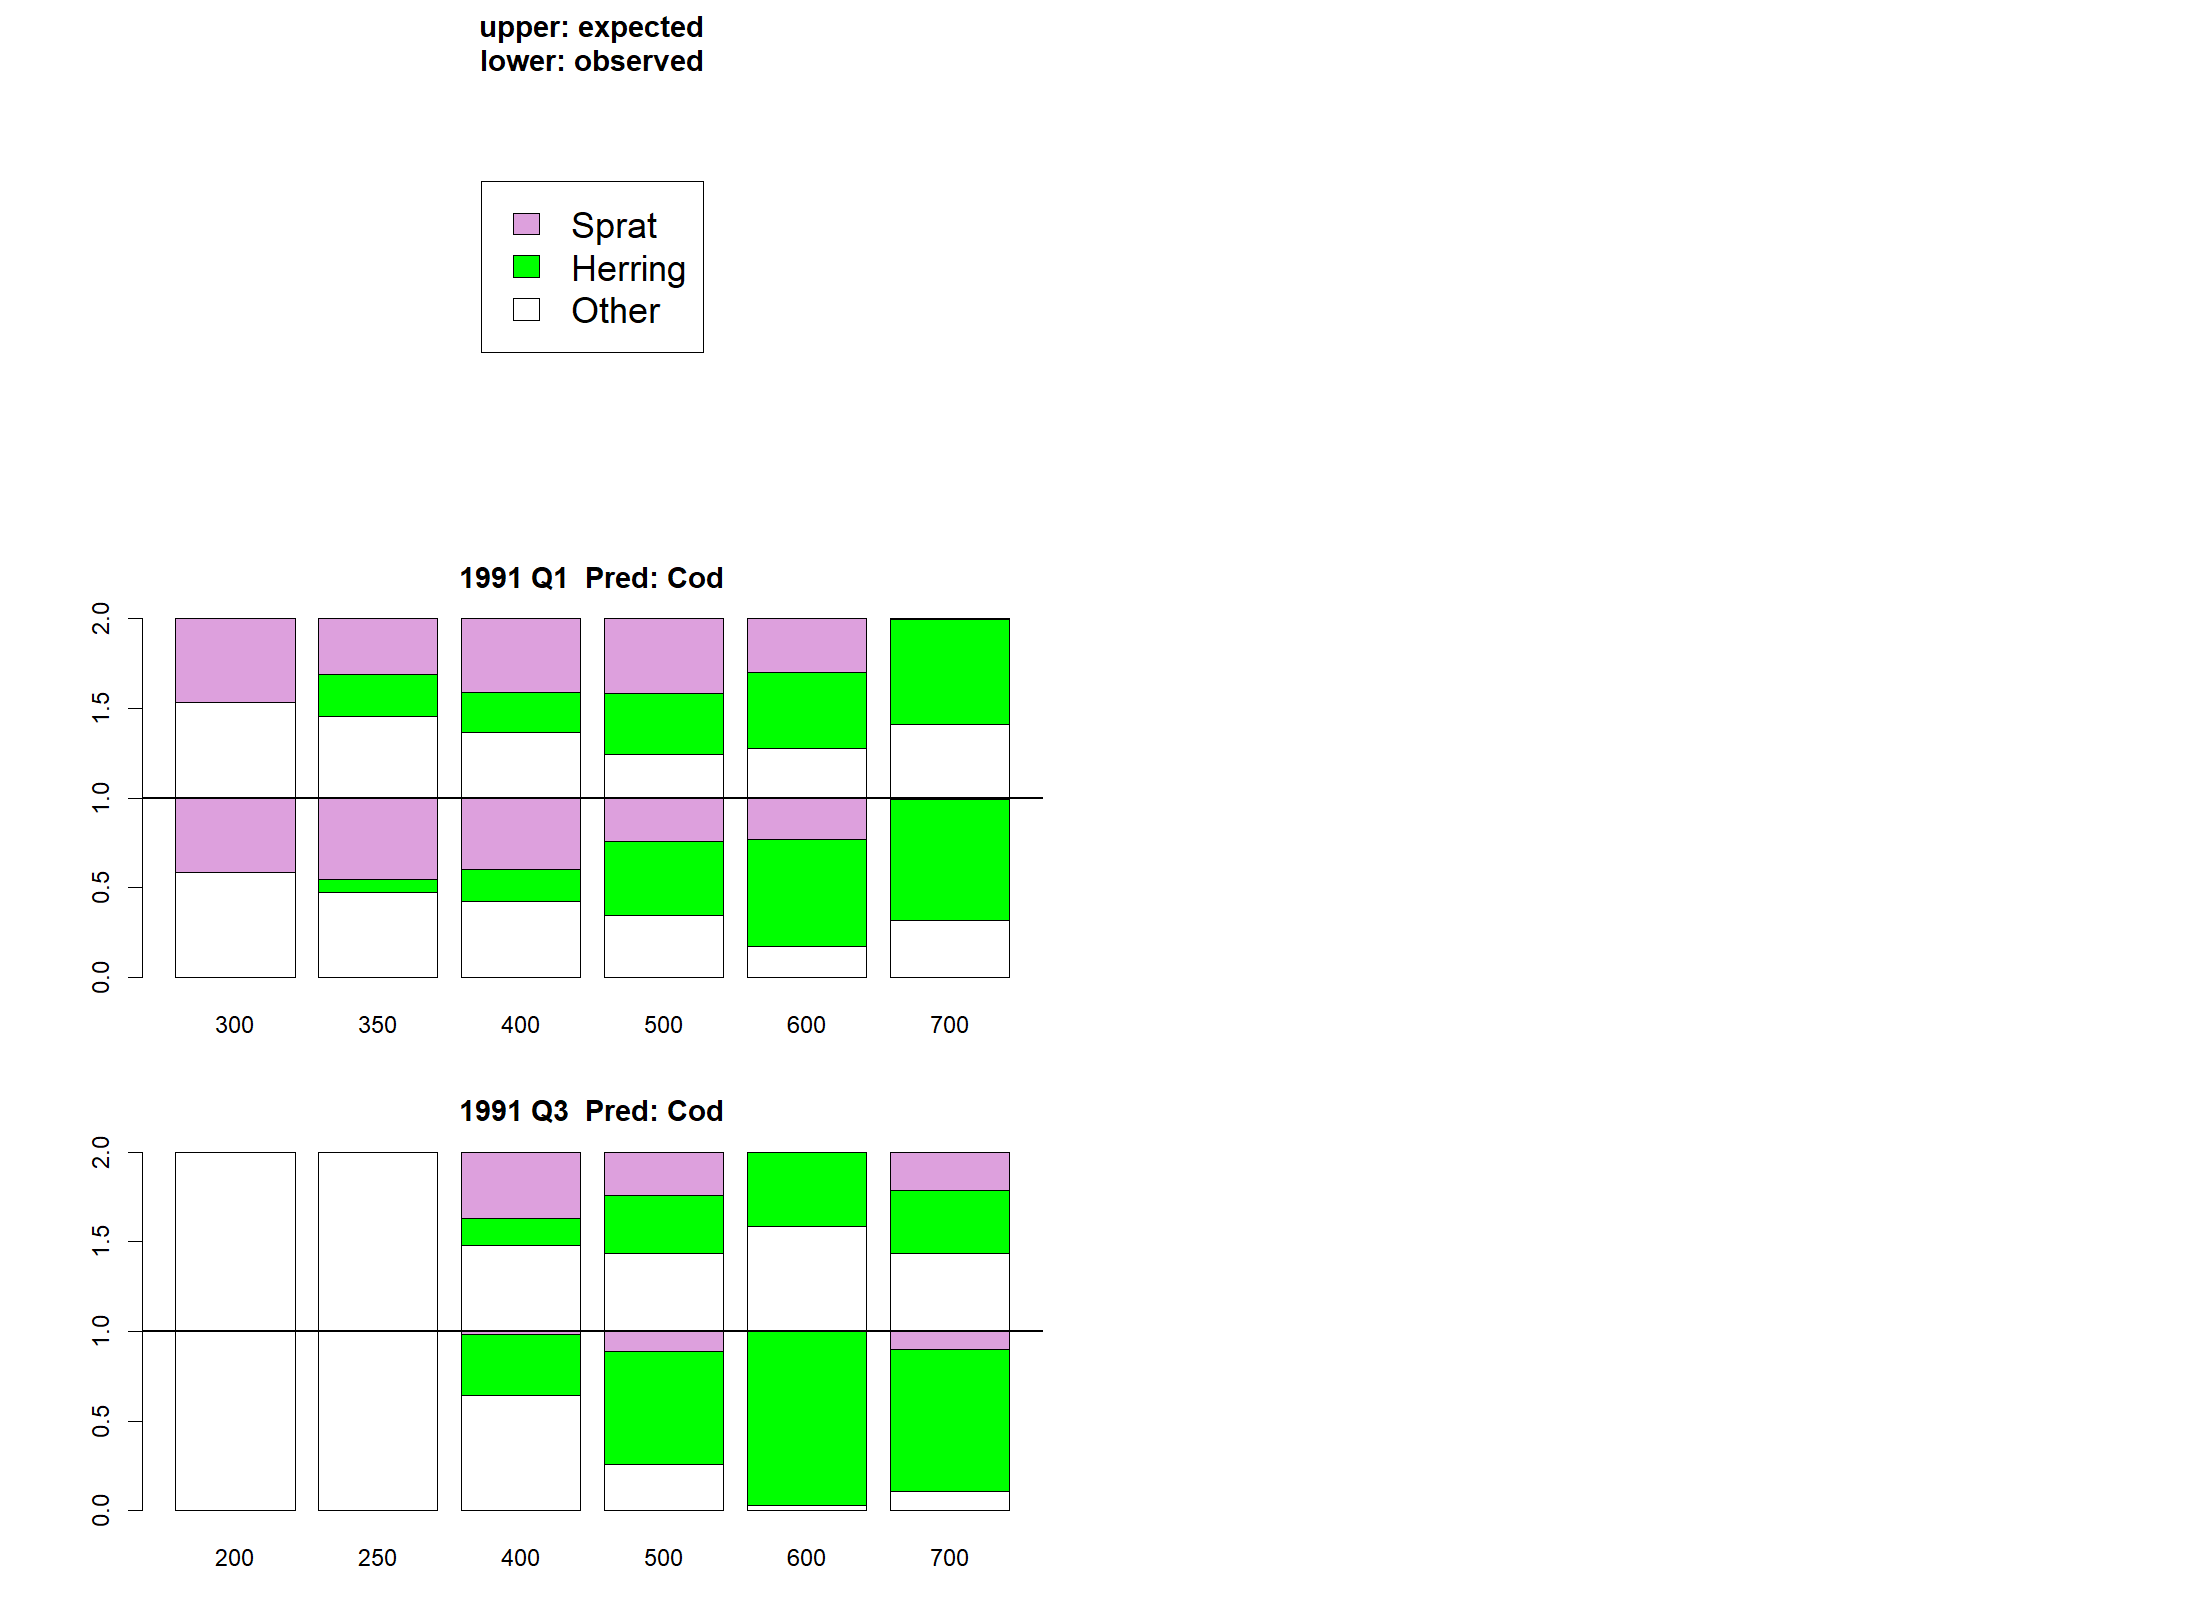 upper: expected
lower: observed
Sprat
Herring
Other
1991 Q1  Pred: Cod
2.0
1.5
1.0
0.5
0.0
300 350 400 500 600 700
1991 Q3  Pred: Cod
2.0
1.5
1.0
0.5
0.0
200 250 400 500 600 700